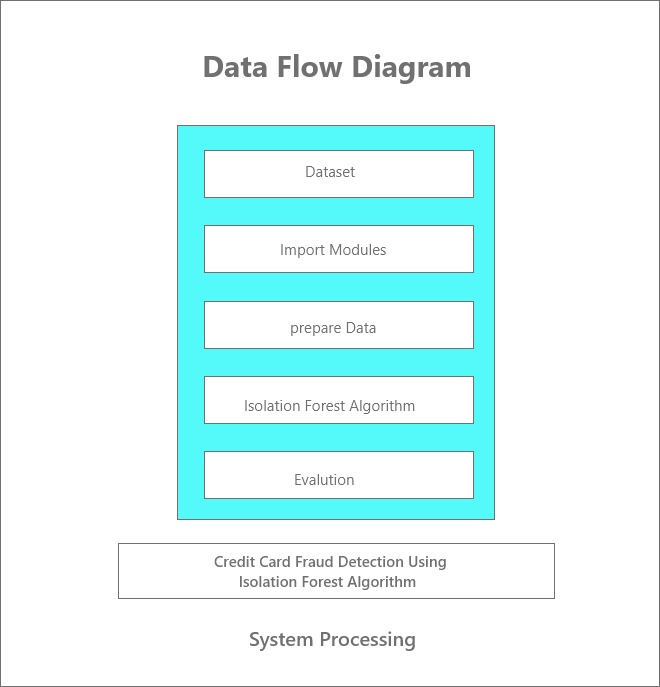 Data Flow Diagram
Dataset
Import Modules
prepare Data
Isolation Forest Algorithm
Evalution
Credit Card Fraud Detection Using
Isolation Forest Algorithm
System Processing